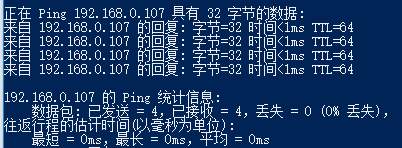 正在 Ping 192.168.0.107 具有 32 字节的数据:
来自 192.168.0.107 的回复: 字节=32 时间<1ms TTL=64
来自 192.168.0.107 的回复: 字节=32 时间<1ms TTL=64
来自 192.168.0.107 的回复: 字节=32 时间<1ms TTL=64
来自 192.168.0.107 的回复: 字节=32 时间<1ms TTL=64
192.168.0.107 的 Ping 统计信息:
数据包: 已发送 = 4，已接收 = 4，丢失 = 0 (0% 丢失)，
往返行程的估计时间(以毫秒为单位):
最短 = 0ms，最长 = 0ms，平均 = 0ms